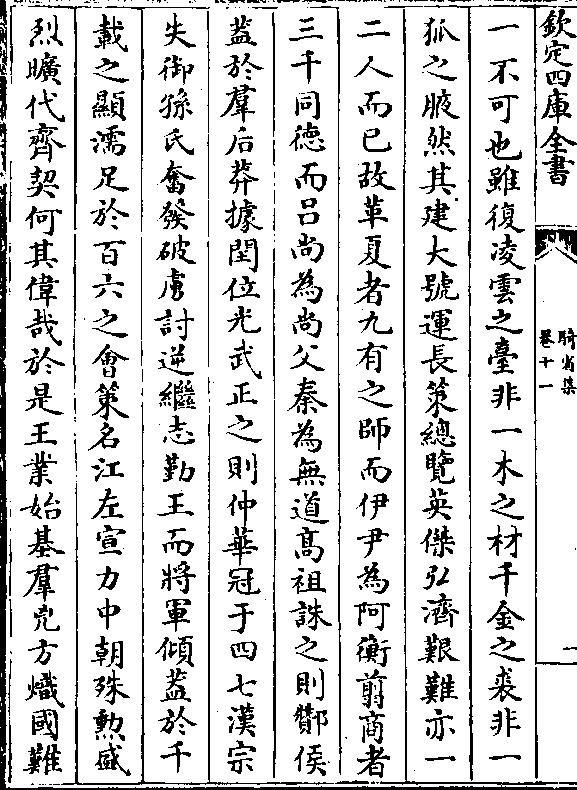 欽定四庫全書
騎省集
卷十一
一
一不可也雖復凌雲之臺非一木之材千金之裘非一
狐之腋然其建大號運長策總覽英傑弘濟艱難亦一
二人而已故革夏者九有之師而伊尹為阿衡翦商者
三千同德而呂尚為尚父秦為無道髙祖誅之則酇侯
蓋於羣后莽據閏位光武正之則仲華冠于四七漢宗
失御孫氏奮發破虜討逆繼志勤王而將軍傾葢於千
載之顯濡足於百六之會策名江左宣力中朝殊勲盛
烈曠代齊契何其偉哉於是王業始基羣兇方熾國難